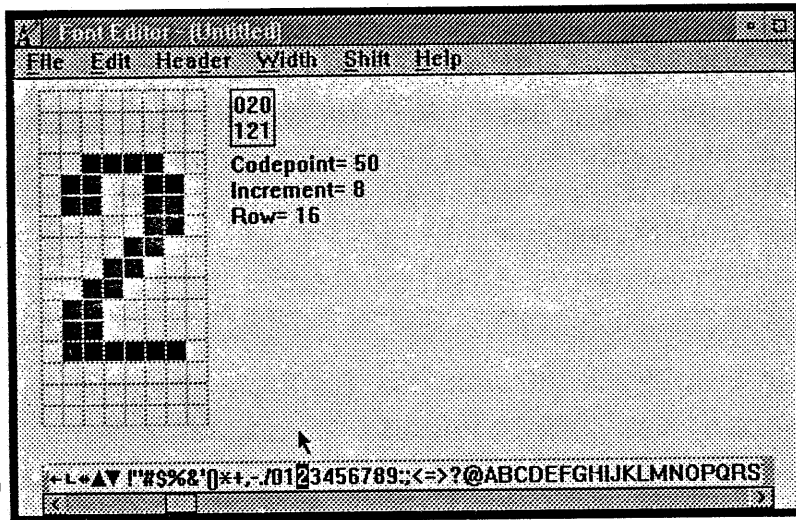 Font Editor - [Untitled]
File Edit Header Width Shift Help
020
121
Codepoint= 50
Increment= 8
Row= 16
!"#$%&'()*+,-./0123456789:;<=>?@ABCDEFGHIJKLMNOPQRS